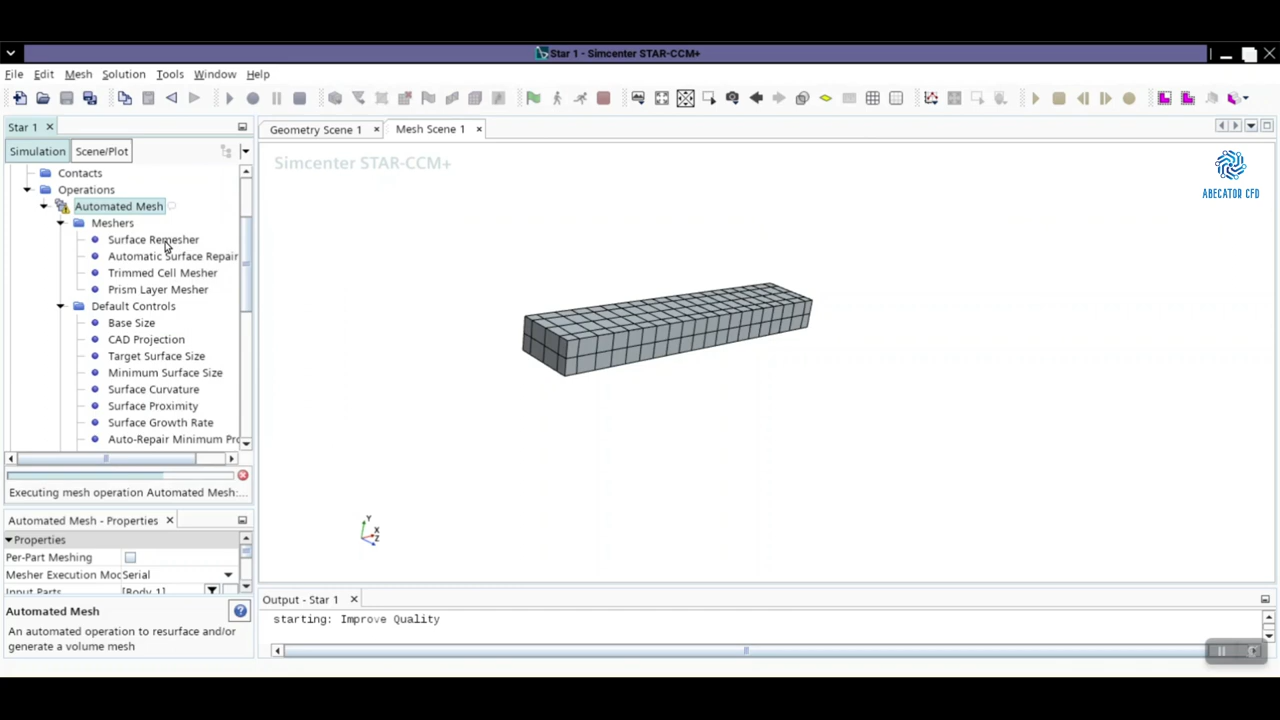 Star 1 - Simcenter STAR-CCM+
File Edit Mesh Solution Tools Window Help
Star 1
Geometry Scene 1
Mesh Scene 1
Simulation
Scene/Plot
Simcenter STAR-CCM+
ABECATOR CFD
Contacts
Operations
Automated Mesh
Meshers
Surface Remesher
Automatic Surface Repair
Trimmed Cell Mesher
Prism Layer Mesher
Default Controls
Base Size
CAD Projection
Target Surface Size
Minimum Surface Size
Surface Curvature
Surface Proximity
Surface Growth Rate
Auto-Repair Minimum Pro
Executing mesh operation Automated Mesh:...
Automated Mesh - Properties
Properties
Per-Part Meshing
Mesher Execution Moc Serial
Input Parts [Body 1]
Automated Mesh
An automated operation to resurface and/or
generate a volume mesh
Y
X
Z
Output - Star 1
starting: Improve Quality